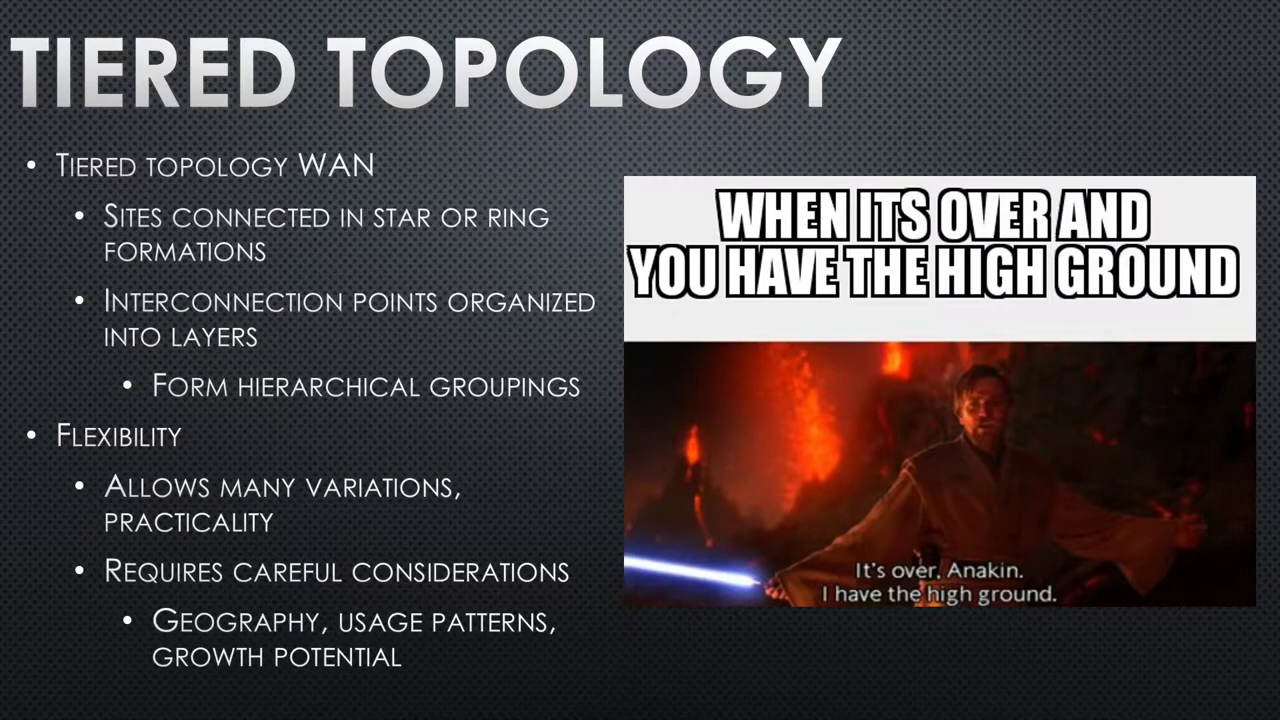 TIERED TOPOLOGY
• TIERED TOPOLOGY WAN
• SITES CONNECTED IN STAR OR RING
FORMATIONS
• INTERCONNECTION POINTS ORGANIZED
INTO LAYERS
• FORM HIERARCHICAL GROUPINGS
• FLEXIBILITY
• ALLOWS MANY VARIATIONS,
PRACTICALITY
• REQUIRES CAREFUL CONSIDERATIONS
• GEOGRAPHY, USAGE PATTERNS,
GROWTH POTENTIAL
WHEN ITS OVER AND
YOU HAVE THE HIGH GROUND
It's over, Anakin.
I have the high ground.